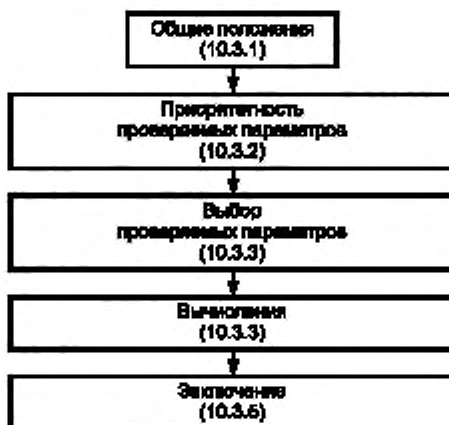 Общие положения
(10.3.1)
Приоритетность
проверяемых параметров
(10.3.2)
Выбор
проверяемых параметров
(10.3.3)
Вычисления
(10.3.3)
Заключение
(10.3.5)